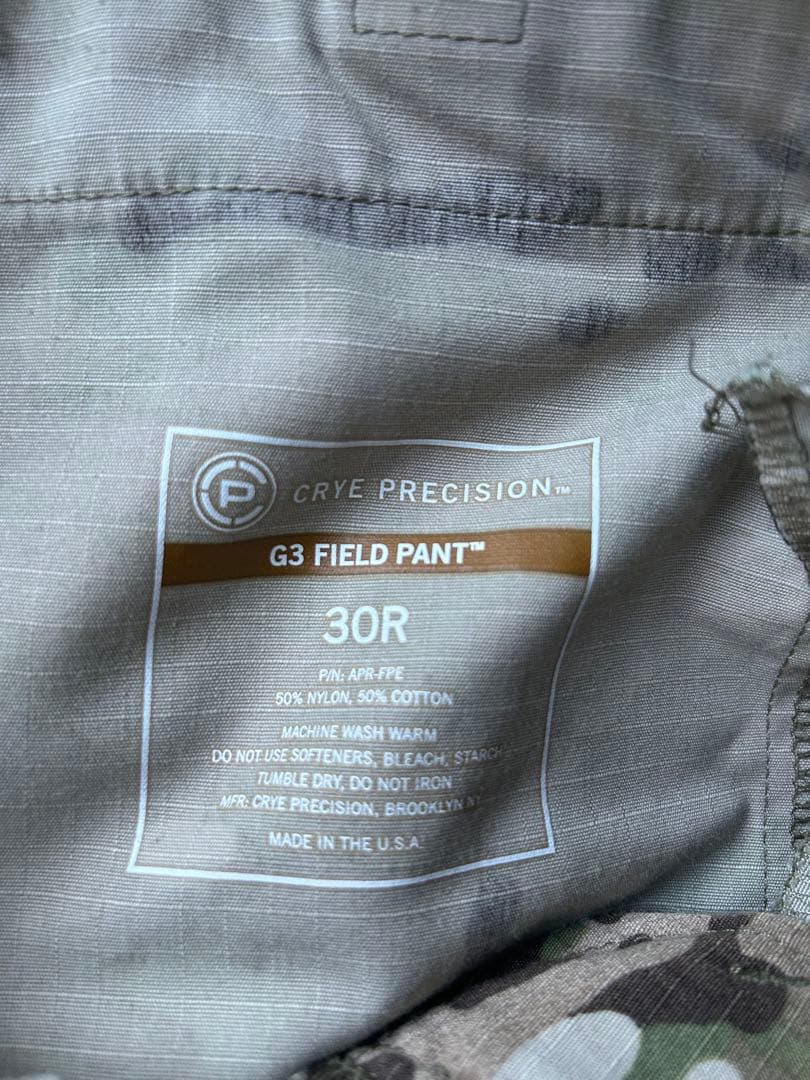 P CRYE PRECISION™
G3 FIELD PANT™
30R
P/N: APR-FPE
50% NYLON, 50% COTTON
MACHINE WASH WARM
DO NOT USE SOFTENERS, BLEACH, STARCH
TUMBLE DRY, DO NOT IRON
MFR: CRYE PRECISION, BROOKLYN NY
MADE IN THE U.S.A.